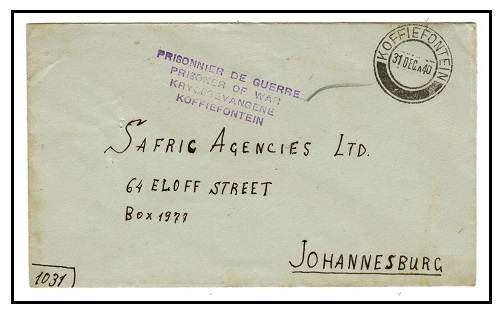 PRISONNIER DE GUERRE
PRISONER OF WAR
KRYGSGEVANGENE
KOFFIEFONTEIN
KOFFIEFONTEIN
31 DEC 40
SAFRIC AGENCIES LTD.
64 ELOFF STREET
BOX 1977
JOHANNESBURG
1031